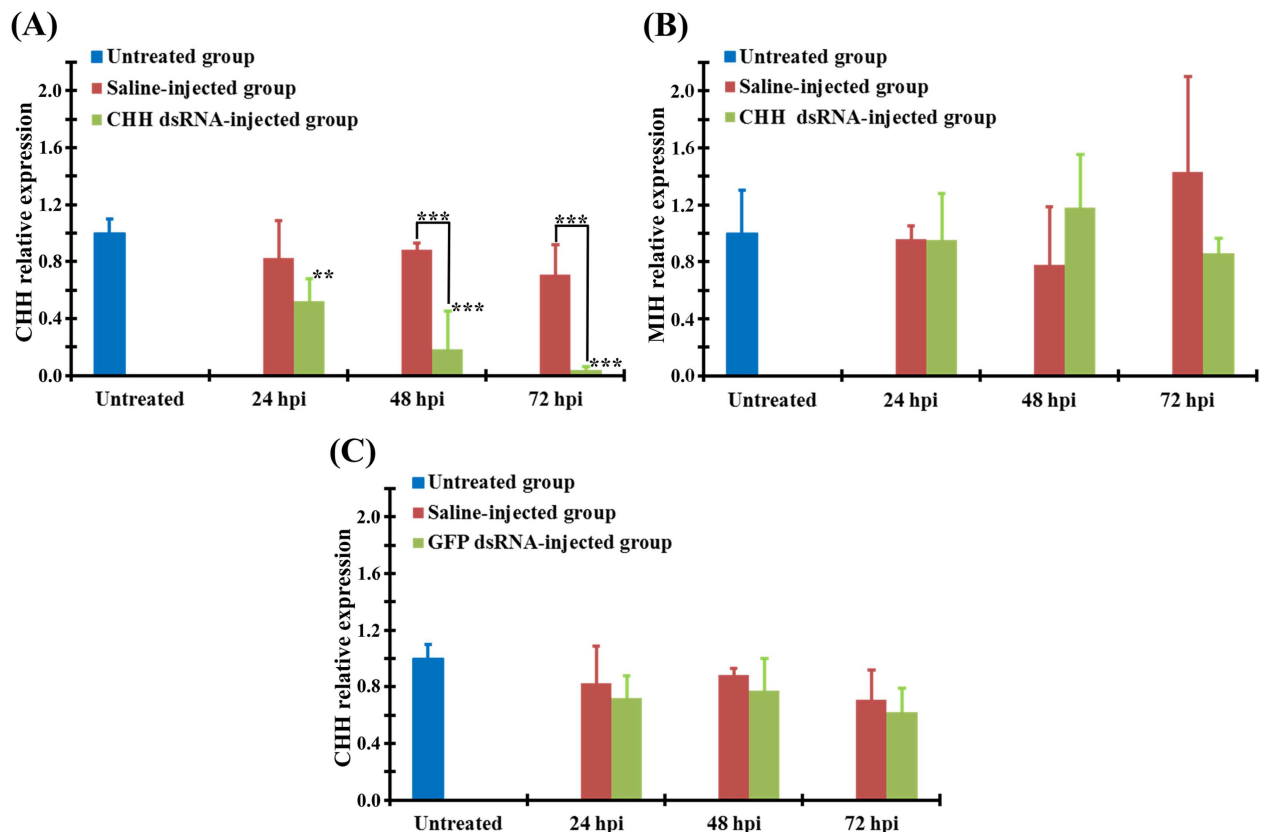 (A)
Untreated group
Saline-injected group
CHH dsRNA-injected group
CHH relative expression
2.0
1.6
1.2
0.8
0.4
0.0
**
***
***
***
***
Untreated
24 hpi
48 hpi
72 hpi
(B)
Untreated group
Saline-injected group
CHH dsRNA-injected group
MIH relative expression
2.0
1.6
1.2
0.8
0.4
0.0
Untreated
24 hpi
48 hpi
72 hpi
(C)
Untreated group
Saline-injected group
GFP dsRNA-injected group
CHH relative expression
2.0
1.6
1.2
0.8
0.4
0.0
Untreated
24 hpi
48 hpi
72 hpi